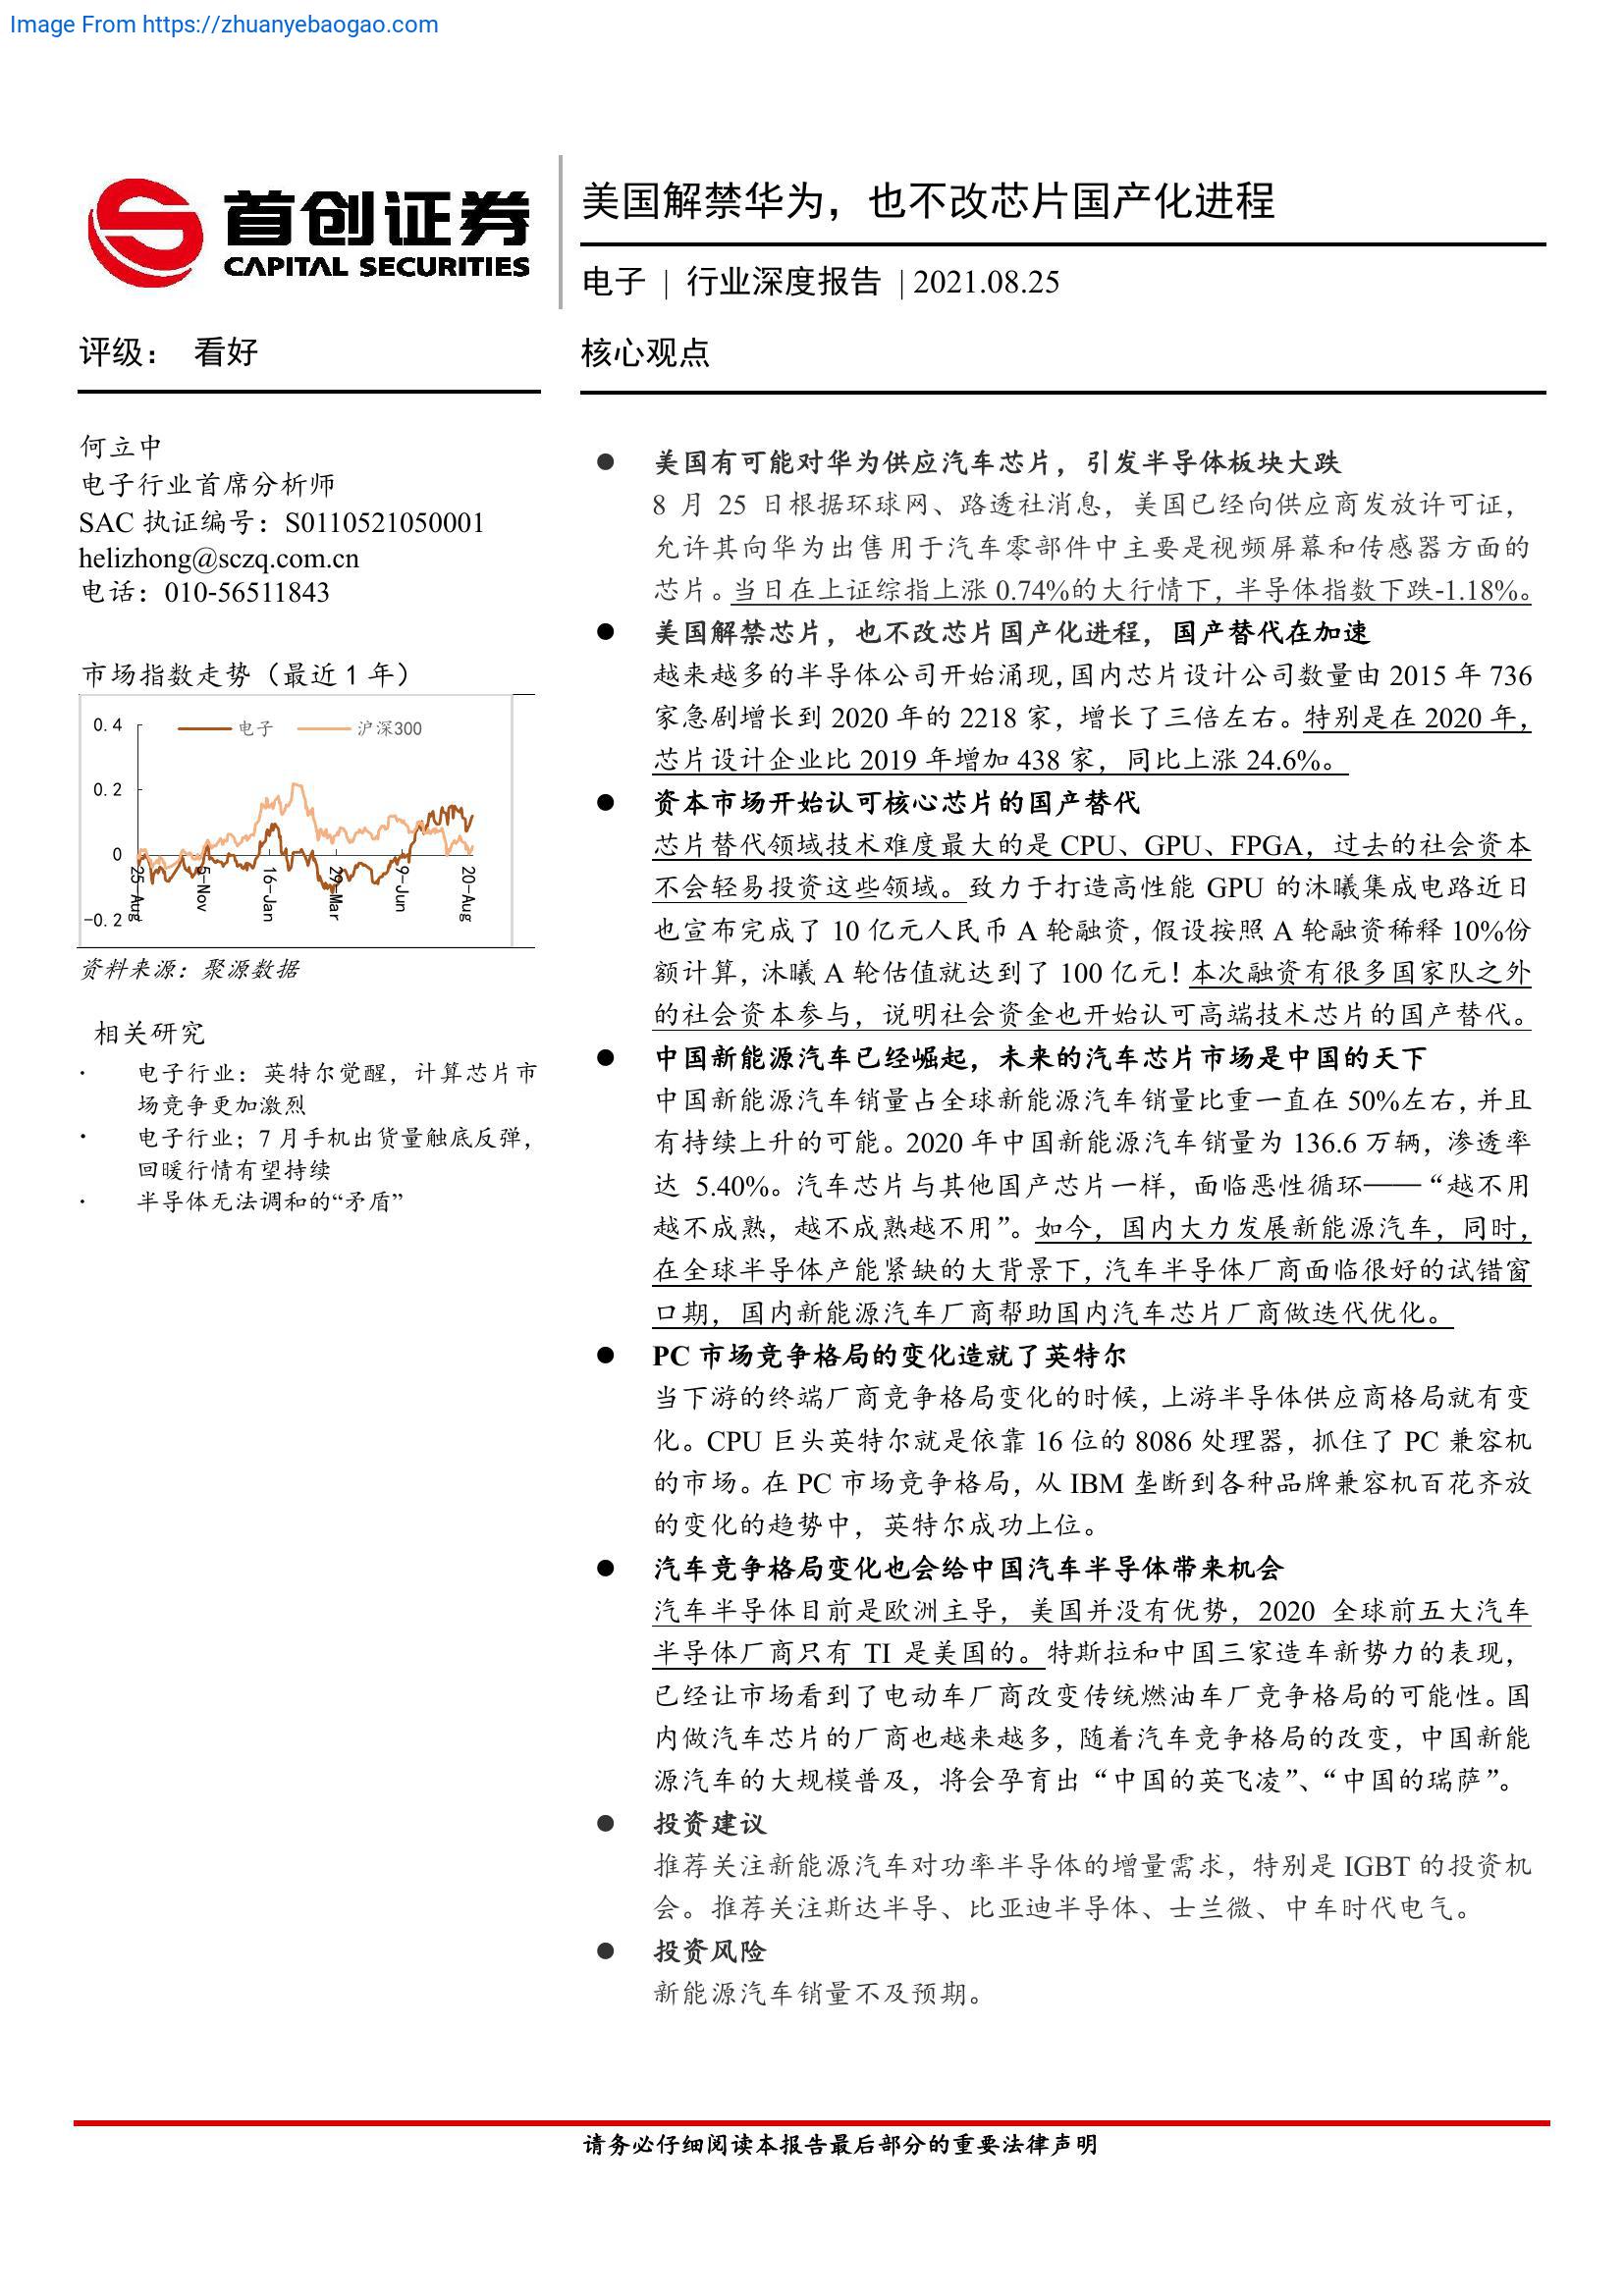 Image From https://zhuanyebaogao.com
首创证券
CAPITAL SECURITIES
美国解禁华为，也不改芯片国产化进程
电子 | 行业深度报告 | 2021.08.25
评级： 看好
核心观点
何立中
电子行业首席分析师
SAC 执证编号：S0110521050001
helizhong@sczq.com.cn
电话：010-56511843
市场指数走势（最近 1 年）
电子 沪深300
0.4
0.2
0
-0.2
25-Aug
5-Nov
16-Jan
29-Mar
9-Jun
20-Aug
资料来源：聚源数据
相关研究
· 电子行业：英特尔觉醒，计算芯片市
场竞争更加激烈
· 电子行业；7 月手机出货量触底反弹，
回暖行情有望持续
· 半导体无法调和的“矛盾”
● 美国有可能对华为供应汽车芯片，引发半导体板块大跌
8 月 25 日根据环球网、路透社消息，美国已经向供应商发放许可证，
允许其向华为出售用于汽车零部件中主要是视频屏幕和传感器方面的
芯片。当日在上证综指上涨 0.74%的大行情下，半导体指数下跌-1.18%。
● 美国解禁芯片，也不改芯片国产化进程，国产替代在加速
越来越多的半导体公司开始涌现，国内芯片设计公司数量由 2015 年 736
家急剧增长到 2020 年的 2218 家，增长了三倍左右。特别是在 2020 年，
芯片设计企业比 2019 年增加 438 家，同比上涨 24.6%。
● 资本市场开始认可核心芯片的国产替代
芯片替代领域技术难度最大的是 CPU、GPU、FPGA，过去的社会资本
不会轻易投资这些领域。致力于打造高性能 GPU 的沐曦集成电路近日
也宣布完成了 10 亿元人民币 A 轮融资，假设按照 A 轮融资稀释 10%份
额计算，沐曦 A 轮估值就达到了 100 亿元！本次融资有很多国家队之外
的社会资本参与，说明社会资金也开始认可高端技术芯片的国产替代。
● 中国新能源汽车已经崛起，未来的汽车芯片市场是中国的天下
中国新能源汽车销量占全球新能源汽车销量比重一直在 50%左右，并且
有持续上升的可能。2020 年中国新能源汽车销量为 136.6 万辆，渗透率
达 5.40%。汽车芯片与其他国产芯片一样，面临恶性循环——“越不用
越不成熟，越不成熟越不用”。如今，国内大力发展新能源汽车，同时，
在全球半导体产能紧缺的大背景下，汽车半导体厂商面临很好的试错窗
口期，国内新能源汽车厂商帮助国内汽车芯片厂商做迭代优化。
● PC 市场竞争格局的变化造就了英特尔
当下游的终端厂商竞争格局变化的时候，上游半导体供应商格局就有变
化。CPU 巨头英特尔就是依靠 16 位的 8086 处理器，抓住了 PC 兼容机
的市场。在 PC 市场竞争格局，从 IBM 垄断到各种品牌兼容机百花齐放
的变化的趋势中，英特尔成功上位。
● 汽车竞争格局变化也会给中国汽车半导体带来机会
汽车半导体目前是欧洲主导，美国并没有优势，2020 全球前五大汽车
半导体厂商只有 TI 是美国的。特斯拉和中国三家造车新势力的表现，
已经让市场看到了电动车厂商改变传统燃油车厂竞争格局的可能性。国
内做汽车芯片的厂商也越来越多，随着汽车竞争格局的改变，中国新能
源汽车的大规模普及，将会孕育出“中国的英飞凌”、“中国的瑞萨”。
● 投资建议
推荐关注新能源汽车对功率半导体的增量需求，特别是 IGBT 的投资机
会。推荐关注斯达半导、比亚迪半导体、士兰微、中车时代电气。
● 投资风险
新能源汽车销量不及预期。
请务必仔细阅读本报告最后部分的重要法律声明